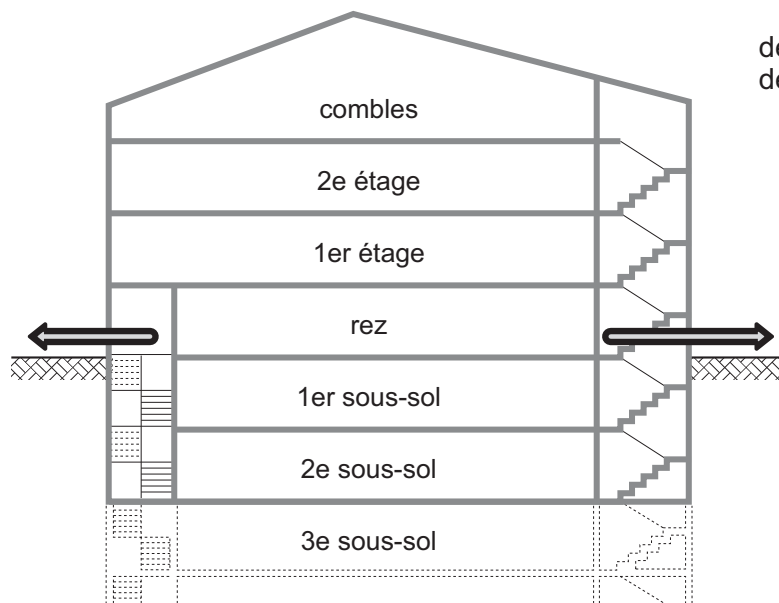 combles
2e étage
1er étage
rez
1er sous-sol
2e sous-sol
3e sous-sol